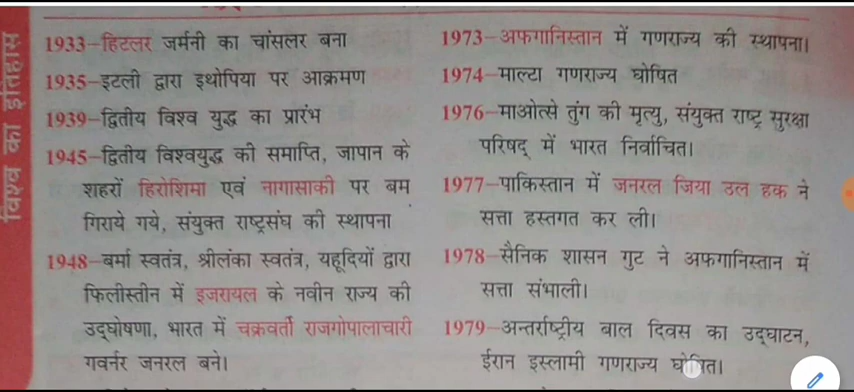 विश्व का इतिहास
1933–हिटलर जर्मनी का चांसलर बना
1935–इटली द्वारा इथोपिया पर आक्रमण
1939–द्वितीय विश्व युद्ध का प्रारंभ
1945–द्वितीय विश्वयुद्ध की समाप्ति, जापान के
शहरों हिरोशिमा एवं नागासाकी पर बम
गिराये गये, संयुक्त राष्ट्रसंघ की स्थापना
1948–बर्मा स्वतंत्र, श्रीलंका स्वतंत्र, यहूदियों द्वारा
फिलीस्तीन में इजरायल के नवीन राज्य की
उद्घोषणा, भारत में चक्रवर्ती राजगोपालाचारी
गवर्नर जनरल बने।
1973–अफगानिस्तान में गणराज्य की स्थापना।
1974–माल्टा गणराज्य घोषित
1976–माओत्से तुंग की मृत्यु, संयुक्त राष्ट्र सुरक्षा
परिषद् में भारत निर्वाचित।
1977–पाकिस्तान में जनरल जिया उल हक ने
सत्ता हस्तगत कर ली।
1978–सैनिक शासन गुट ने अफगानिस्तान में
सत्ता संभाली।
1979–अन्तर्राष्ट्रीय बाल दिवस का उद्घाटन,
ईरान इस्लामी गणराज्य घोषित।